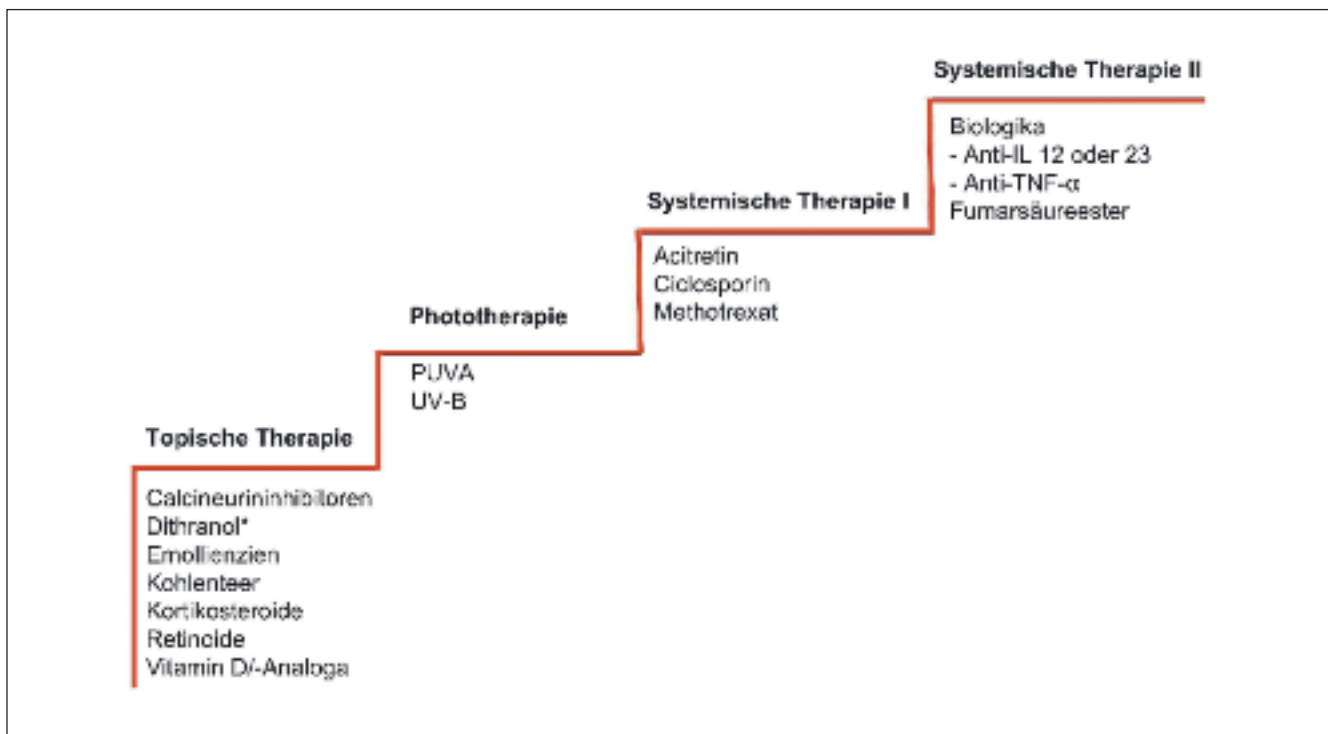 Systemische Therapie II
Biologika
- Anti-IL 12 oder 23
- Anti-TNF-α
Fumarsäureester
Systemische Therapie I
Acitretin
Ciclosporin
Methotrexat
Phototherapie
PUVA
UV-B
Topische Therapie
Calcineurininhibitoren
Dithranol*
Emollienzien
Kohlenteer
Kortikosteroide
Retinoide
Vitamin D/-Analoga